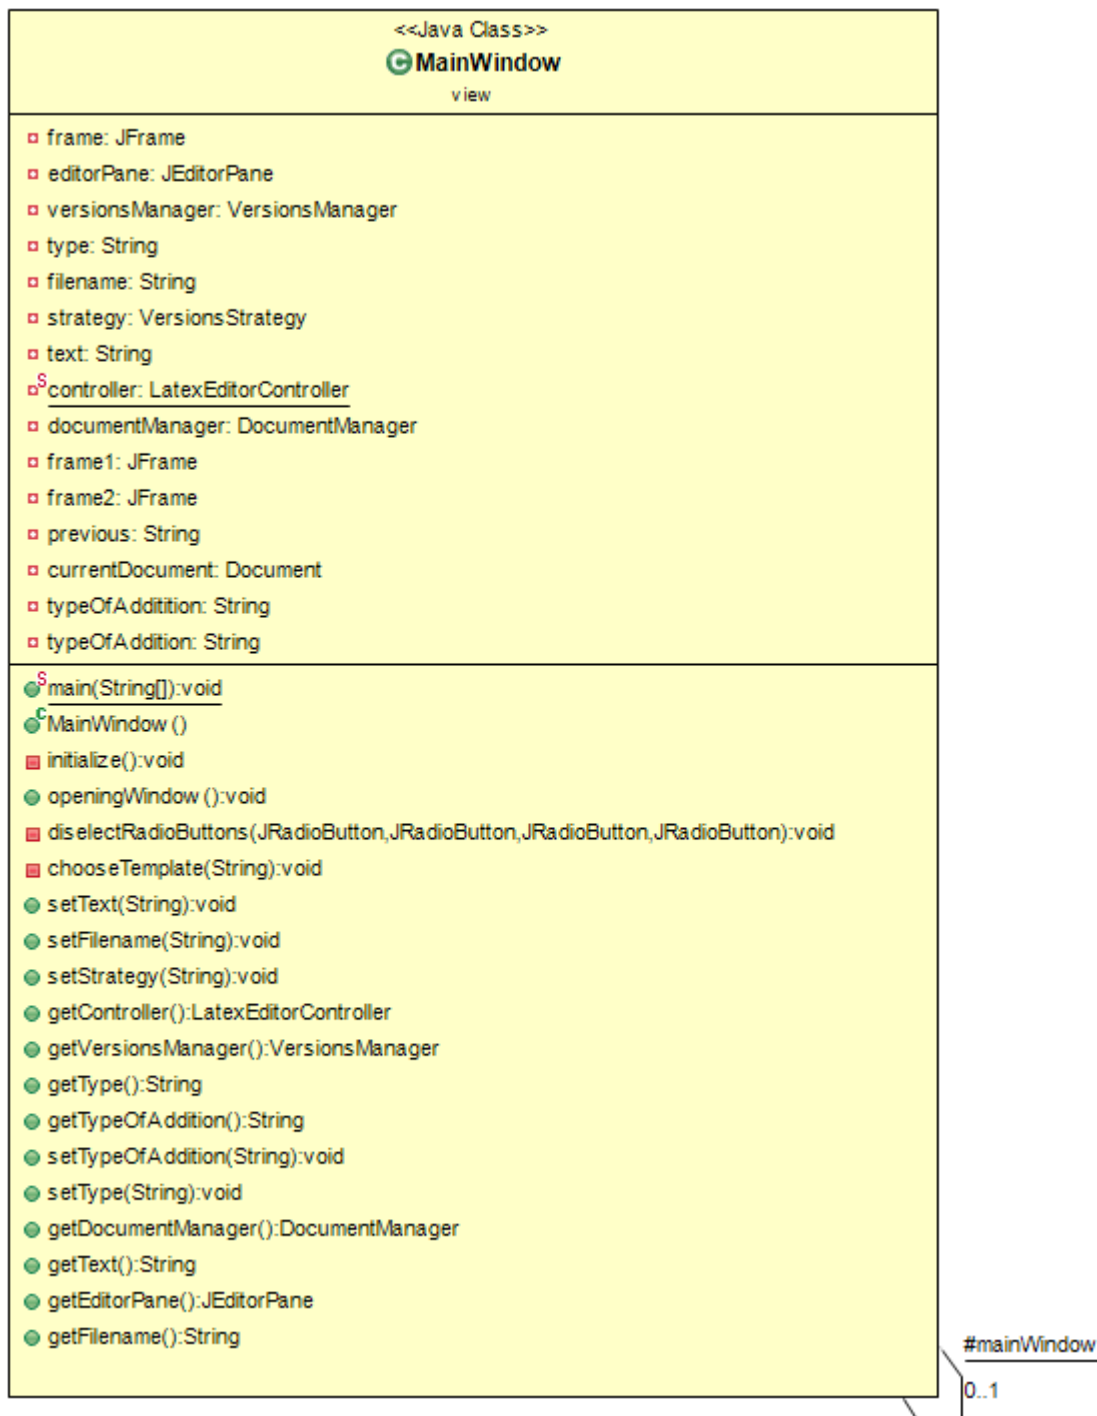 <<Java Class>>
MainWindow
view
frame: JFrame
editorPane: JEditorPane
versionsManager: VersionsManager
type: String
filename: String
strategy: VersionsStrategy
text: String
controller: LatexEditorController
documentManager: DocumentManager
frame1: JFrame
frame2: JFrame
previous: String
currentDocument: Document
typeOfAdditition: String
typeOfAddition: String
main(String[]):void
MainWindow()
initialize():void
openingWindow():void
diselectRadioButtons(JRadioButton,JRadioButton,JRadioButton,JRadioButton):void
chooseTemplate(String):void
setText(String):void
setFilename(String):void
setStrategy(String):void
getController():LatexEditorController
getVersionsManager():VersionsManager
getType():String
getTypeOfAddition():String
setTypeOfAddition(String):void
setType(String):void
getDocumentManager():DocumentManager
getText():String
getEditorPane():JEditorPane
getFilename():String
#mainWindow
0..1